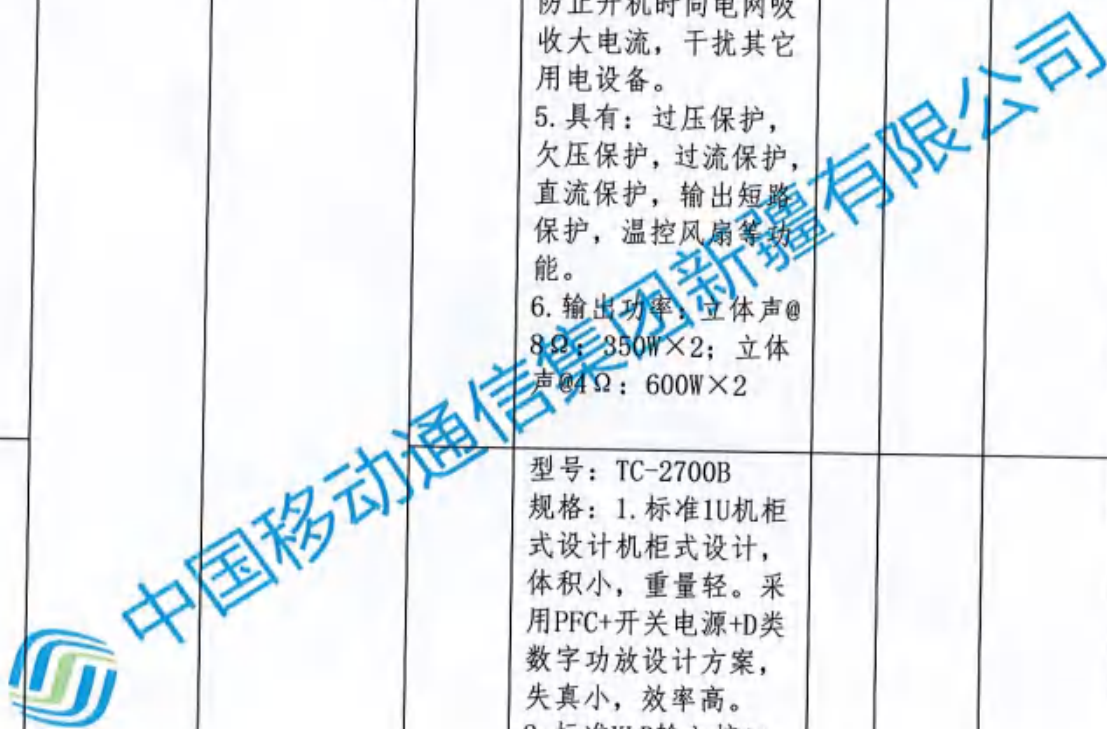 防止开机时向电网吸
收大电流，干扰其它
用电设备。
5.具有：过压保护，
欠压保护，过流保护，
直流保护，输出短路
保护，温控风扇等功
能。
6.输出功率：立体声@
8Ω：350W×2；立体
声@4Ω：600W×2
型号：TC-2700B
规格：1.标准1U机柜
式设计机柜式设计，
体积小，重量轻。采
用PFC+开关电源+D类
数字功放设计方案，
失真小，效率高。
中国移动通信集团新疆有限公司